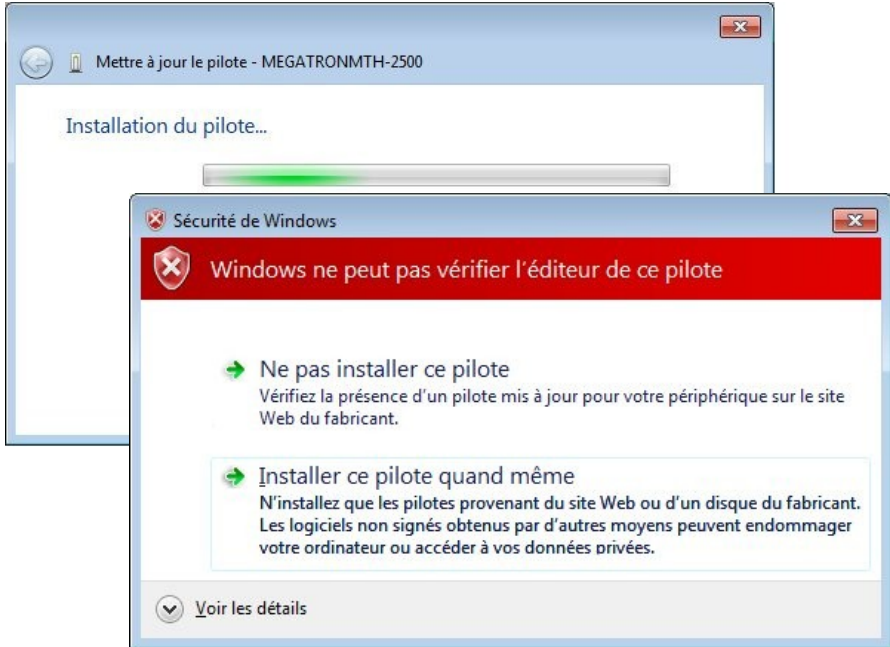 Mettre à jour le pilote - MEGATRONMTH-2500
Installation du pilote...
Sécurité de Windows
Windows ne peut pas vérifier l'éditeur de ce pilote
Ne pas installer ce pilote
Vérifiez la présence d'un pilote mis à jour pour votre périphérique sur le site
Web du fabricant.
Installer ce pilote quand même
N'installez que les pilotes provenant du site Web ou d'un disque du fabricant.
Les logiciels non signés obtenus par d'autres moyens peuvent endommager
votre ordinateur ou accéder à vos données privées.
Voir les détails